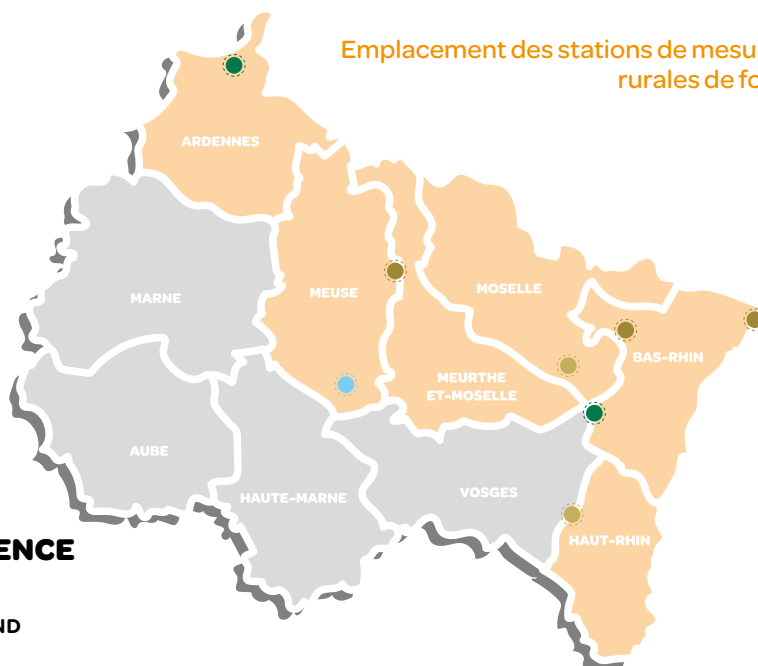 Emplacement des stations de mesu
rurales de fo
ARDENNES
MARNE
MEUSE
MOSELLE
BAS-RHIN
MEURTHE
ET-MOSELLE
AUBE
HAUTE-MARNE
VOSGES
HAUT-RHIN
ENCE
ND